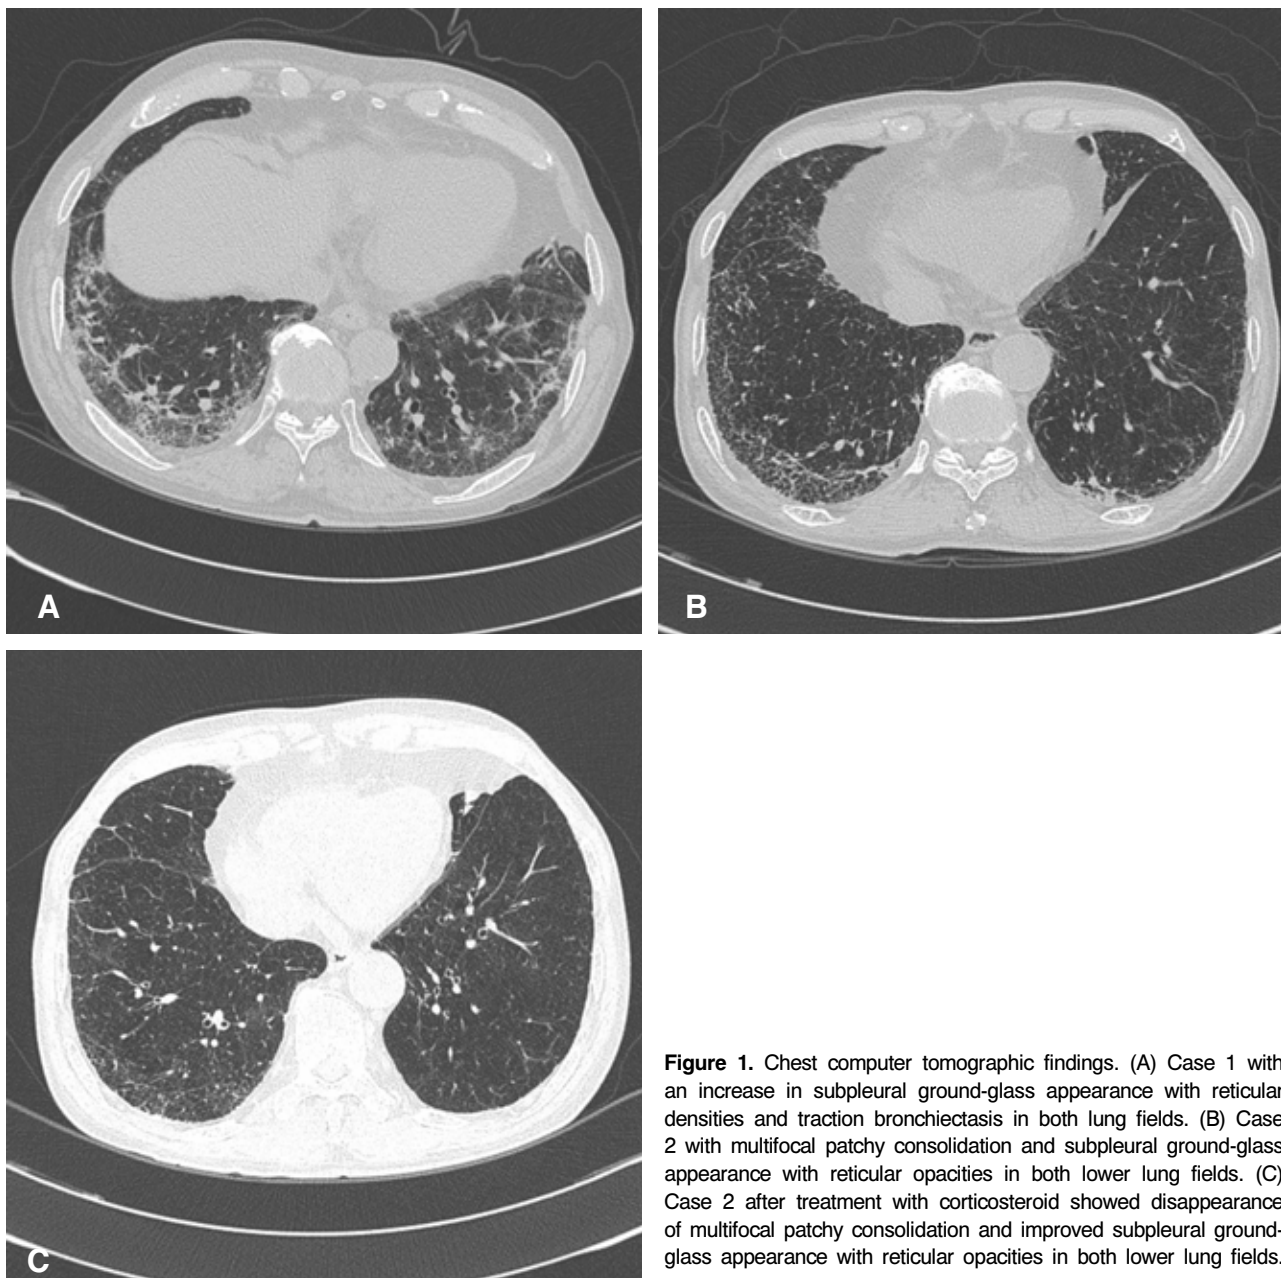 A
B
C
Figure 1. Chest computer tomographic findings. (A) Case 1 with
an increase in subpleural ground-glass appearance with reticular
densities and traction bronchiectasis in both lung fields. (B) Case
2 with multifocal patchy consolidation and subpleural ground-glass
appearance with reticular opacities in both lower lung fields. (C)
Case 2 after treatment with corticosteroid showed disappearance
of multifocal patchy consolidation and improved subpleural ground-
glass appearance with reticular opacities in both lower lung fields.